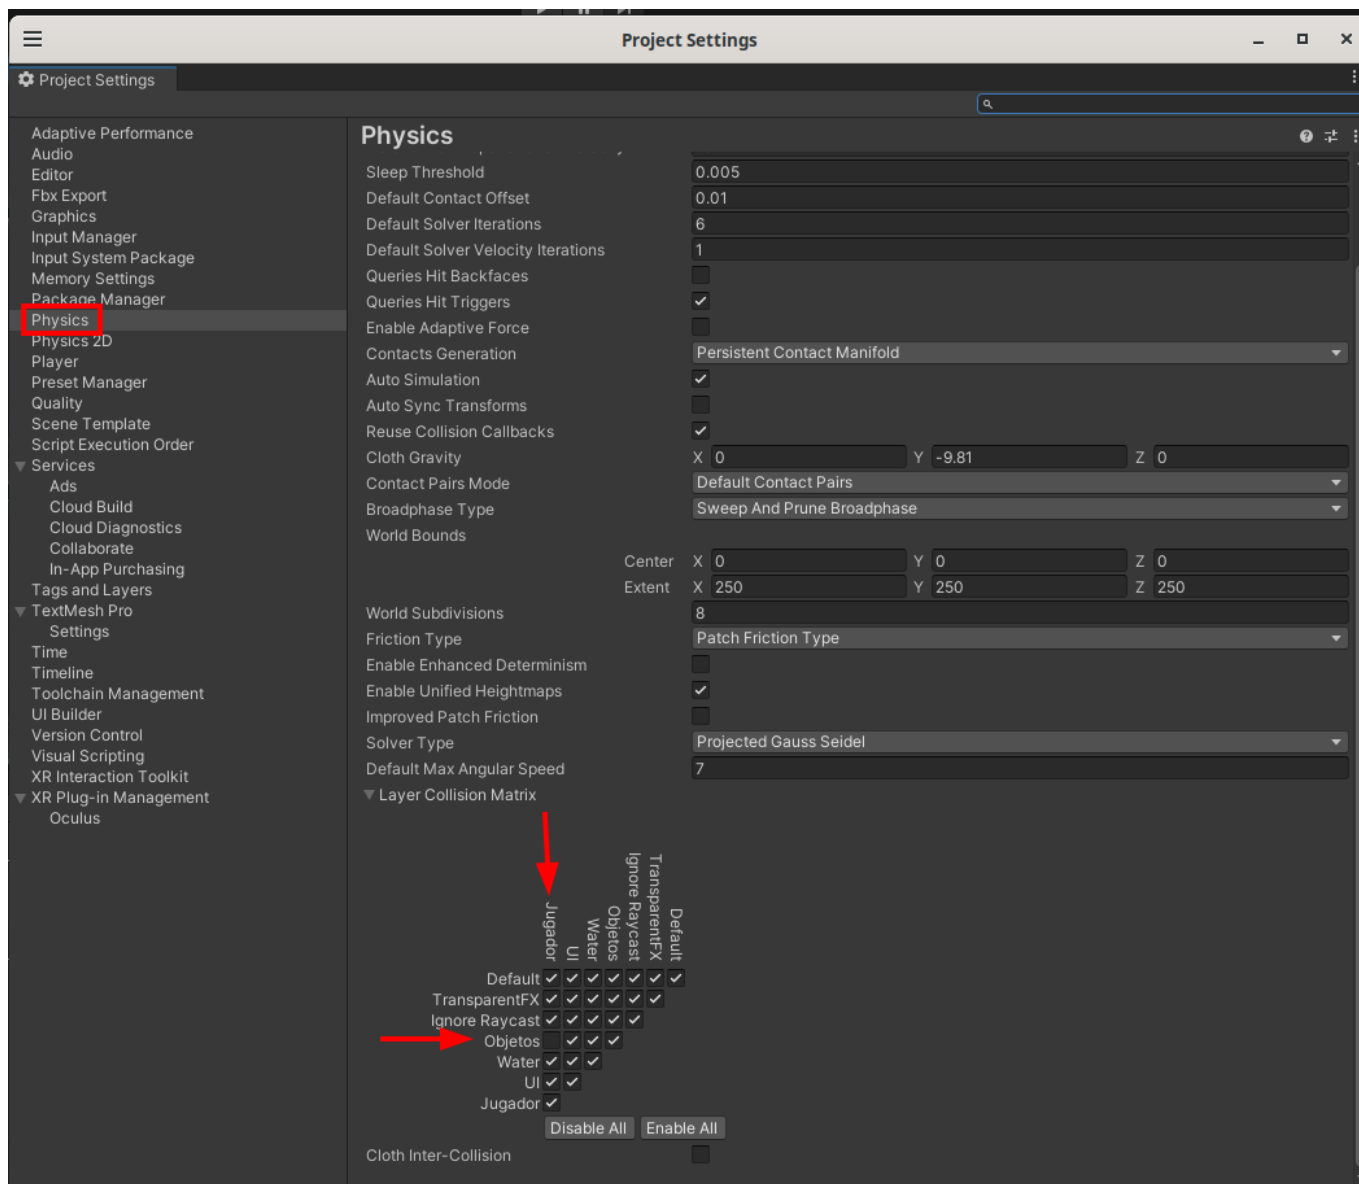 Project Settings
Project Settings
Adaptive Performance
Audio
Editor
Fbx Export
Graphics
Input Manager
Input System Package
Memory Settings
Package Manager
Physics
Physics 2D
Player
Preset Manager
Quality
Scene Template
Script Execution Order
Services
Ads
Cloud Build
Cloud Diagnostics
Collaborate
In-App Purchasing
Tags and Layers
TextMesh Pro
Settings
Time
Timeline
Toolchain Management
UI Builder
Version Control
Visual Scripting
XR Interaction Toolkit
XR Plug-in Management
Oculus
Physics
Sleep Threshold 0.005
Default Contact Offset 0.01
Default Solver Iterations 6
Default Solver Velocity Iterations 1
Queries Hit Backfaces
Queries Hit Triggers
Enable Adaptive Force
Contacts Generation Persistent Contact Manifold
Auto Simulation
Auto Sync Transforms
Reuse Collision Callbacks
Cloth Gravity X 0 Y -9.81 Z 0
Contact Pairs Mode Default Contact Pairs
Broadphase Type Sweep And Prune Broadphase
World Bounds
Center X 0 Y 0 Z 0
Extent X 250 Y 250 Z 250
World Subdivisions 8
Friction Type Patch Friction Type
Enable Enhanced Determinism
Enable Unified Heightmaps
Improved Patch Friction
Solver Type Projected Gauss Seidel
Default Max Angular Speed 7
Layer Collision Matrix
Jugador
UI
Water
Objetos
Ignore Raycast
TransparentFX
Default
Default
TransparentFX
Ignore Raycast
Objetos
Water
UI
Jugador
Disable All Enable All
Cloth Inter-Collision